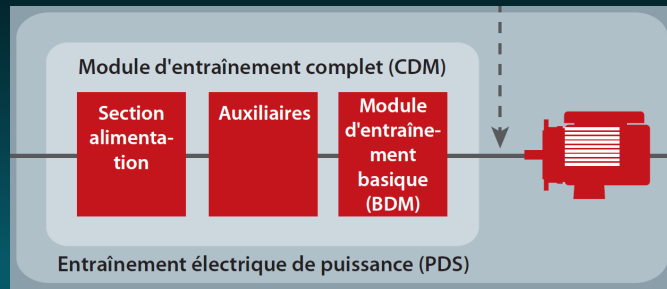 Module d'entraînement complet (CDM)
Section
alimenta-
tion
Auxiliaires
Module
d'entraîne-
ment
basique
(BDM)
Entraînement électrique de puissance (PDS)